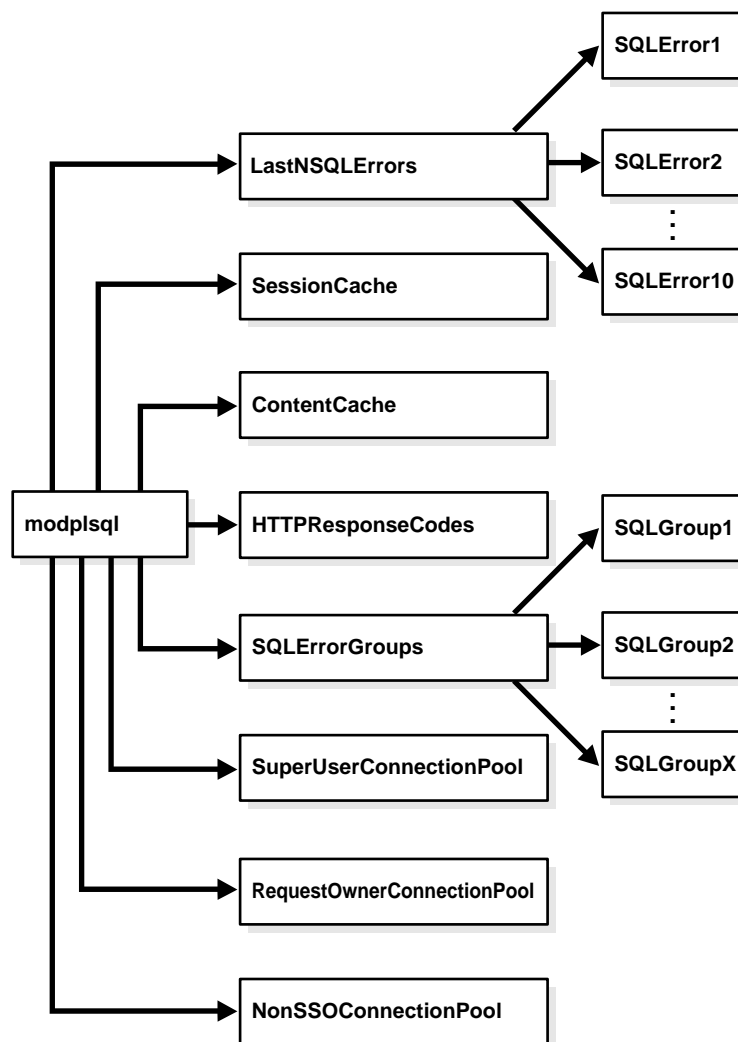 SQLError1
LastNSQLErrors
SQLError2
SQLError10
SessionCache
ContentCache
modplsql
HTTPResponseCodes
SQLGroup1
SQLErrorGroups
SQLGroup2
SQLGroupX
SuperUserConnectionPool
RequestOwnerConnectionPool
NonSSOConnectionPool